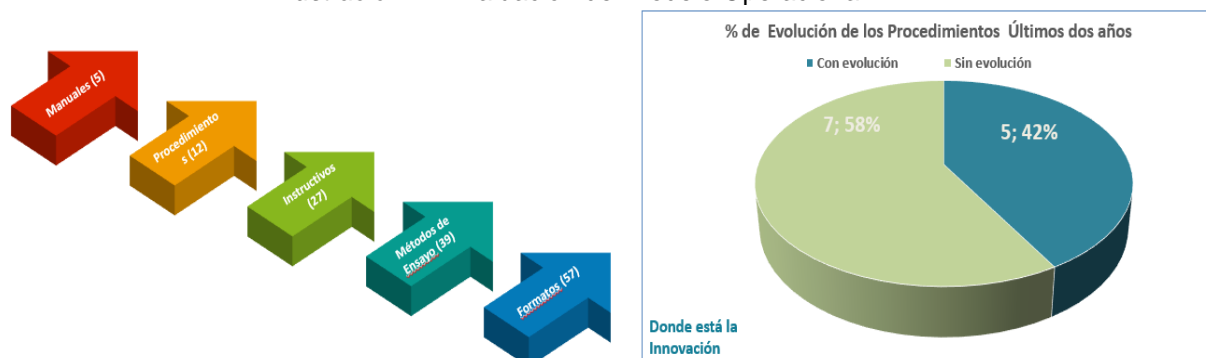 Manuales (5)
Procedimiento
s (12)
Instructivos
(27)
Métodos de
Ensayo (39)
Formatos (57)
% de Evolución de los Procedimientos Últimos dos años
Con evolución
Sin evolución
7; 58%
5; 42%
Donde está la
Innovación